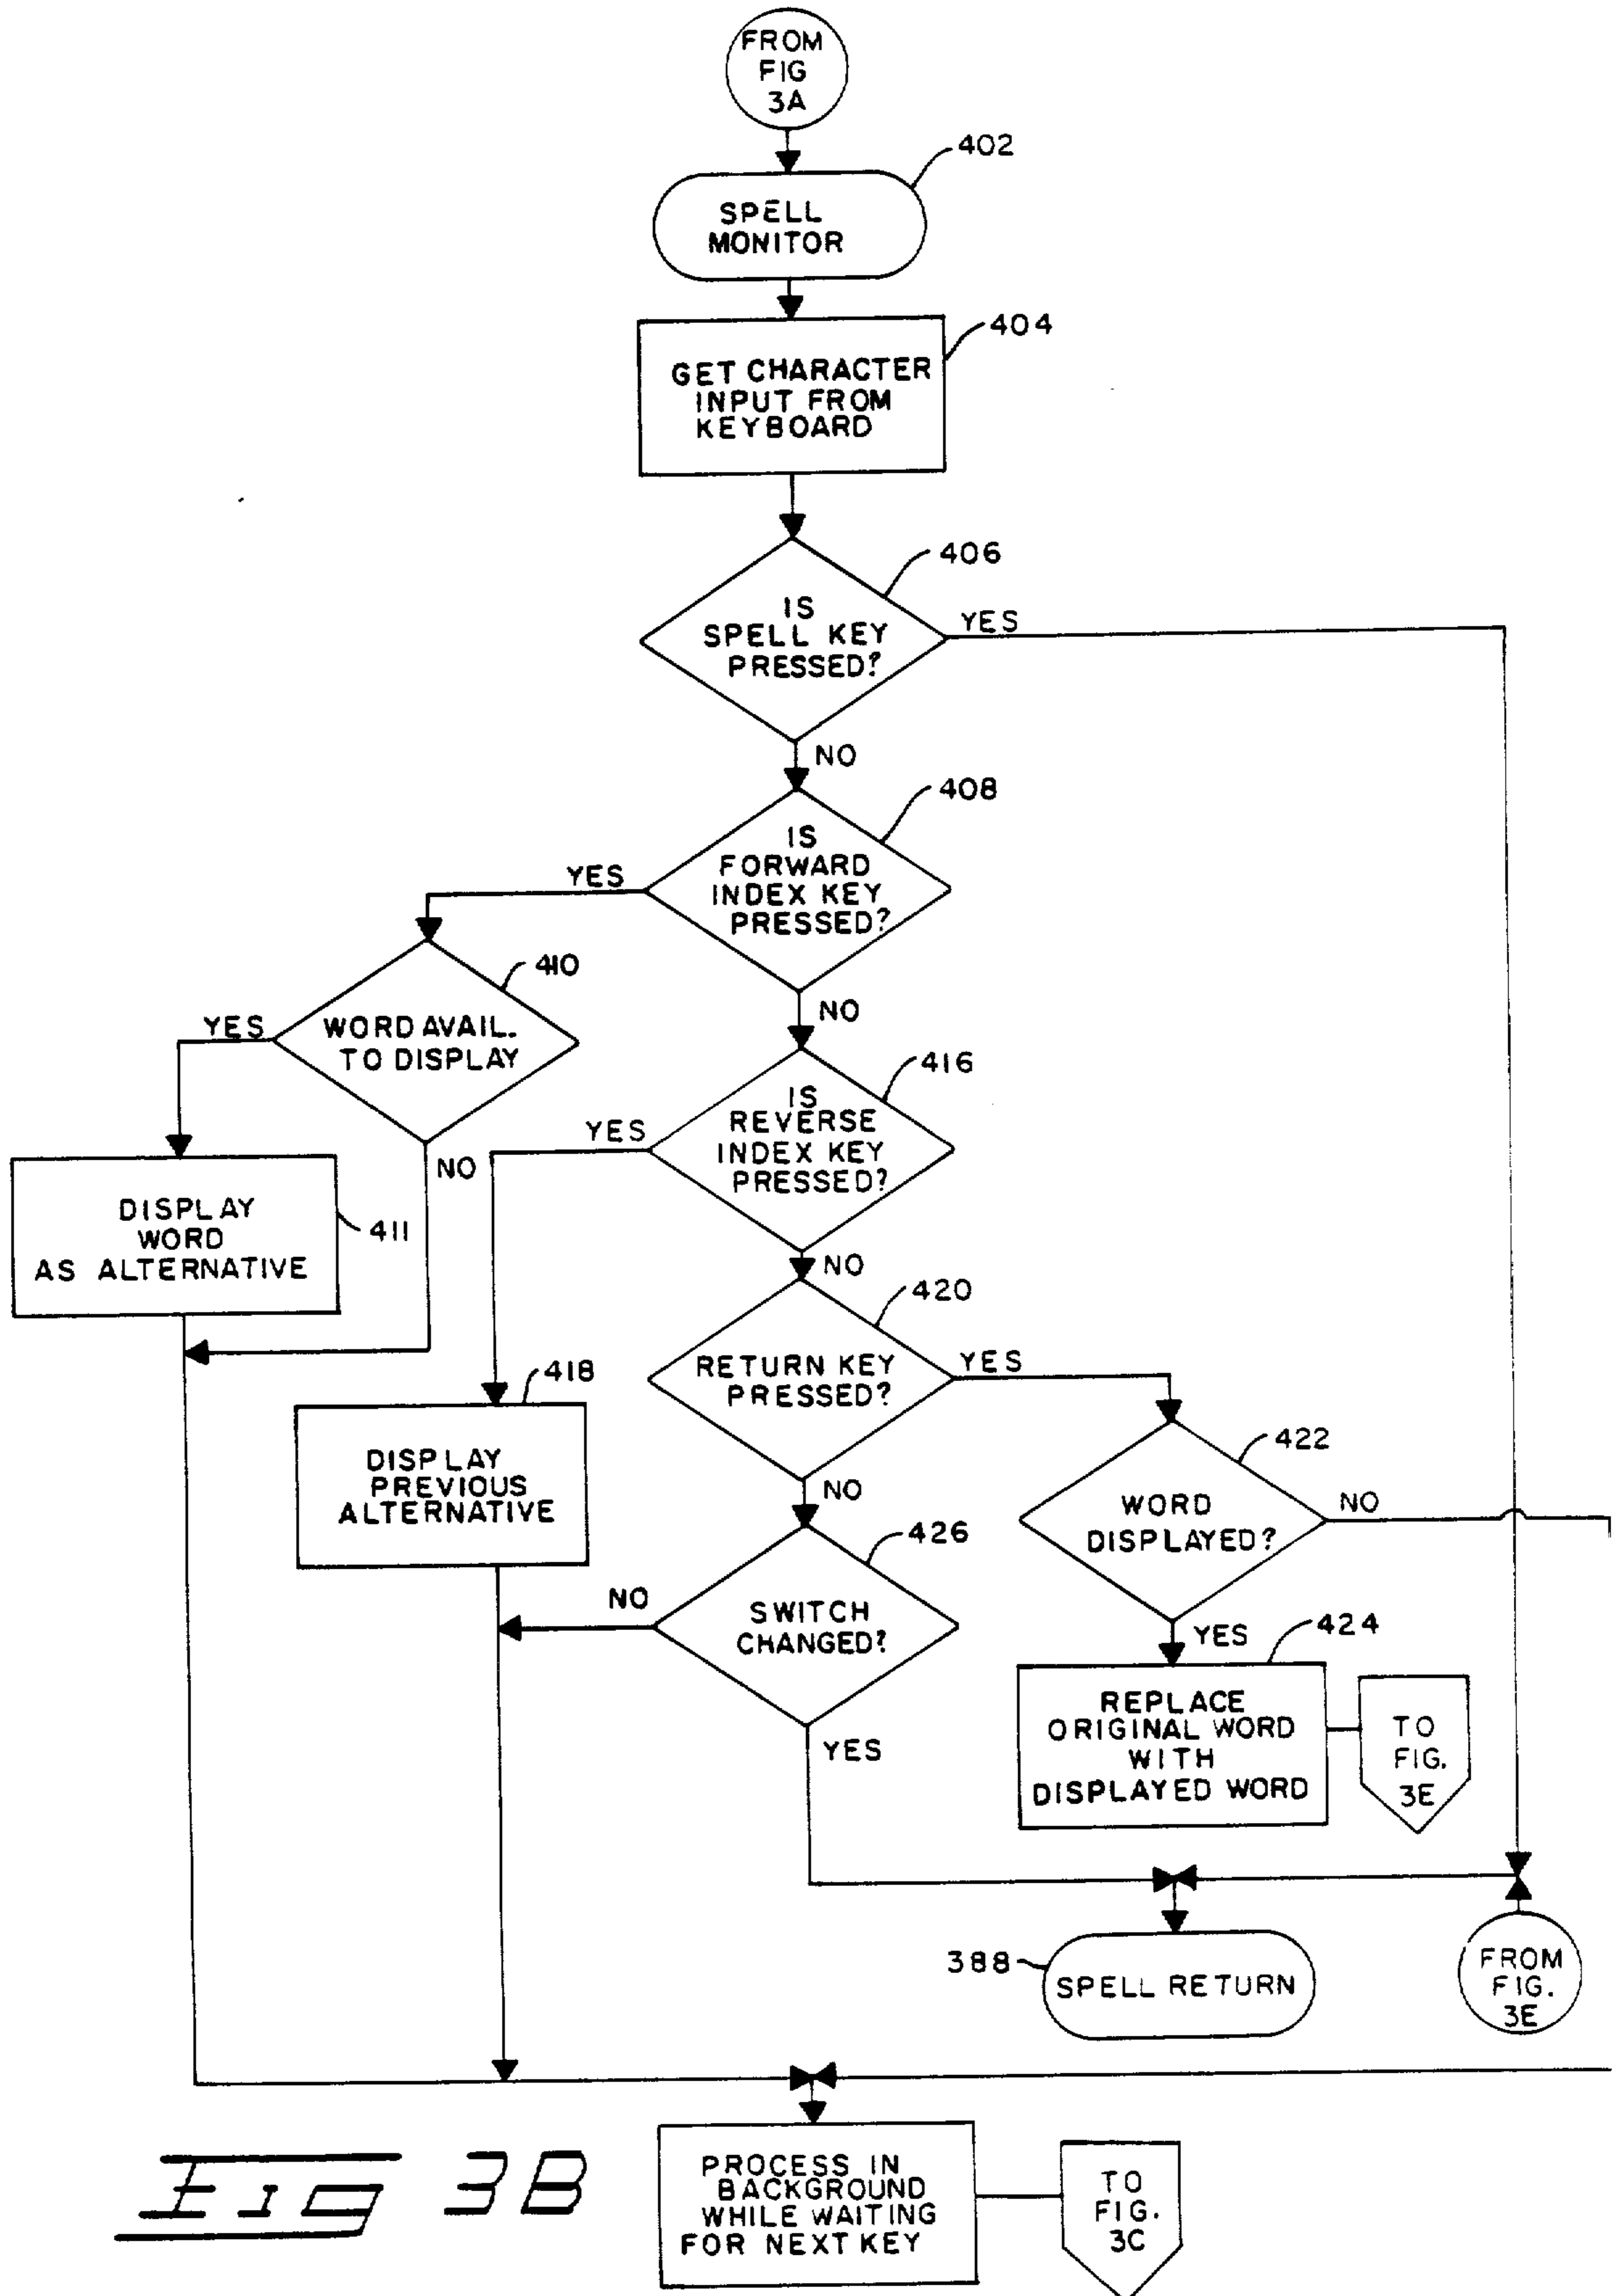 FROM
FIG
3A
402
SPELL
MONITOR
404
GET CHARACTER
INPUT FROM
KEYBOARD
406
IS
SPELL KEY
PRESSED?
YES
NO
408
IS
FORWARD
INDEX KEY
PRESSED?
YES
NO
410
WORD AVAIL.
TO DISPLAY
YES
NO
DISPLAY
WORD
AS ALTERNATIVE
411
416
IS
REVERSE
INDEX KEY
PRESSED?
YES
NO
418
DISPLAY
PREVIOUS
ALTERNATIVE
420
RETURN KEY
PRESSED?
YES
NO
422
WORD
DISPLAYED?
NO
YES
426
SWITCH
CHANGED?
NO
YES
424
REPLACE
ORIGINAL WORD
WITH
DISPLAYED WORD
TO
FIG.
3E
388
SPELL RETURN
FROM
FIG.
3E
PROCESS IN
BACKGROUND
WHILE WAITING
FOR NEXT KEY
TO
FIG.
3C
Fig 3B